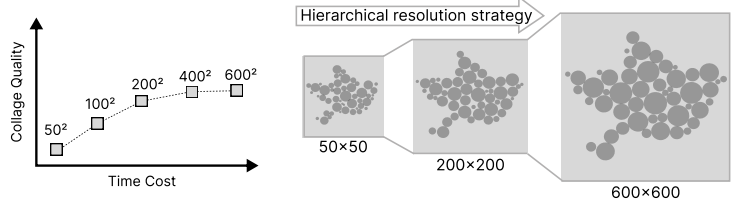 Hierarchical resolution strategy
Collage Quality
50²
100²
200²
400²
600²
Time Cost
50×50
200×200
600×600